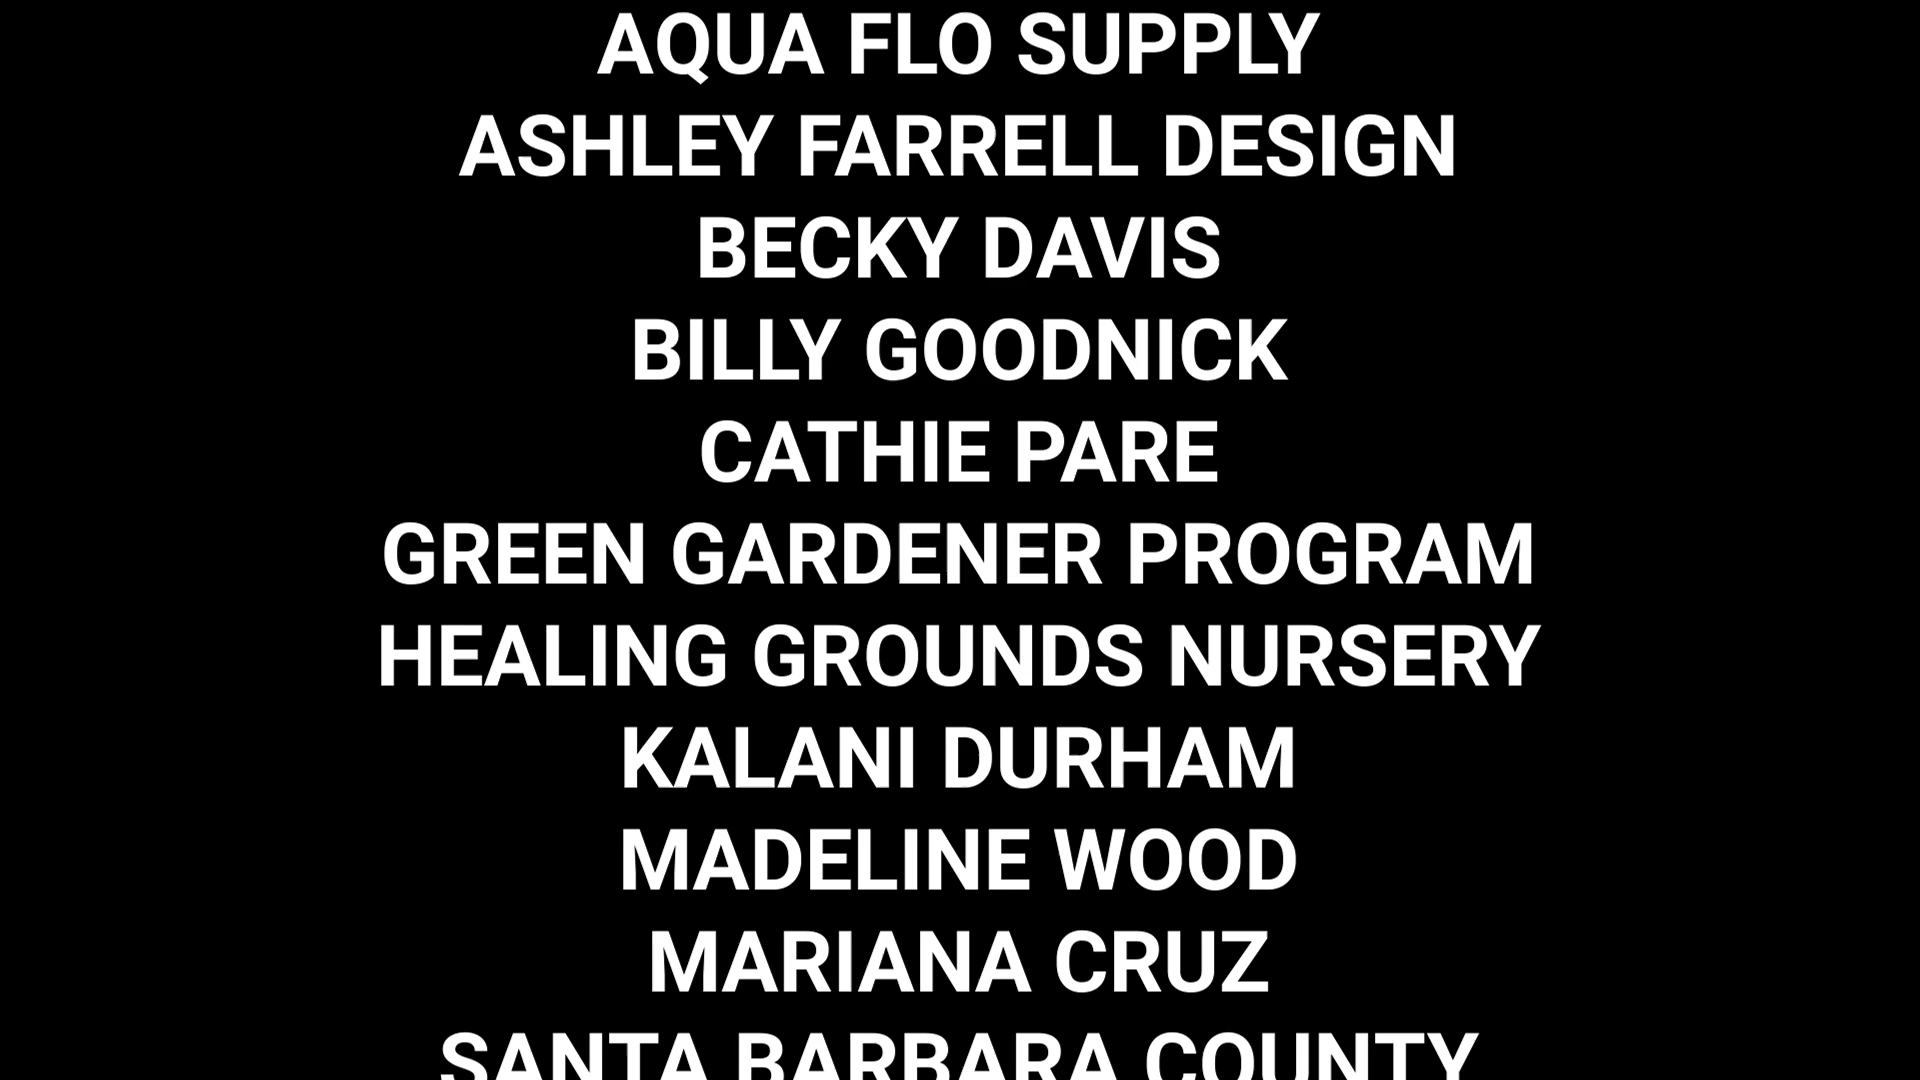 AQUA FLO SUPPLY
ASHLEY FARRELL DESIGN
BECKY DAVIS
BILLY GOODNICK
CATHIE PARE
GREEN GARDENER PROGRAM
HEALING GROUNDS NURSERY
KALANI DURHAM
MADELINE WOOD
MARIANA CRUZ
SANTA BARBARA COUNTY